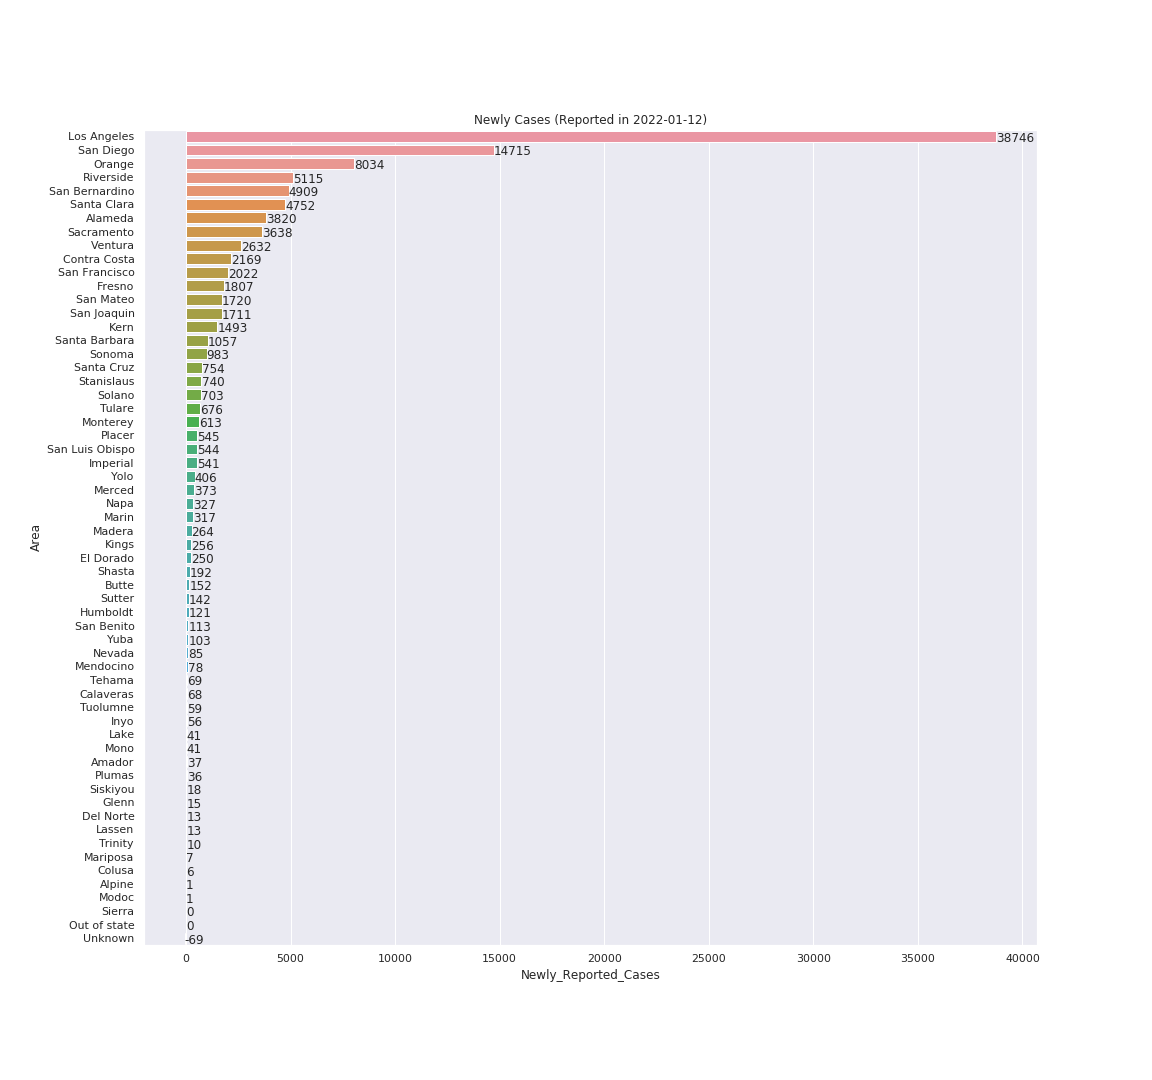 Newly Cases (Reported in 2022-01-12)
Los Angeles 38746
San Diego 14715
Orange 8034
Riverside 5115
San Bernardino 4909
Santa Clara 4752
Alameda 3820
Sacramento 3638
Ventura 2632
Contra Costa 2169
San Francisco 2022
Fresno 1807
San Mateo 1720
San Joaquin 1711
Kern 1493
Santa Barbara 1057
Sonoma 983
Santa Cruz 754
Stanislaus 740
Solano 703
Tulare 676
Monterey 613
Placer 545
San Luis Obispo 544
Imperial 541
Yolo 406
Merced 373
Napa 327
Marin 317
Madera 264
Kings 256
El Dorado 250
Shasta 192
Butte 152
Sutter 142
Humboldt 121
San Benito 113
Yuba 103
Nevada 85
Mendocino 78
Tehama 69
Calaveras 68
Tuolumne 59
Inyo 56
Lake 41
Mono 41
Amador 37
Plumas 36
Siskiyou 18
Glenn 15
Del Norte 13
Lassen 13
Trinity 10
Mariposa 7
Colusa 6
Alpine 1
Modoc 1
Sierra 0
Out of state 0
Unknown -69
Area
0 5000 10000 15000 20000 25000 30000 35000 40000
Newly_Reported_Cases